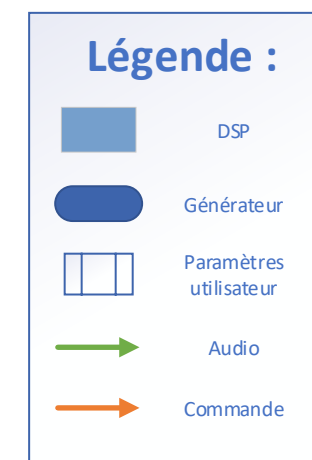 Légende :
DSP
Générateur
Paramètres
utilisateur
Audio
Commande